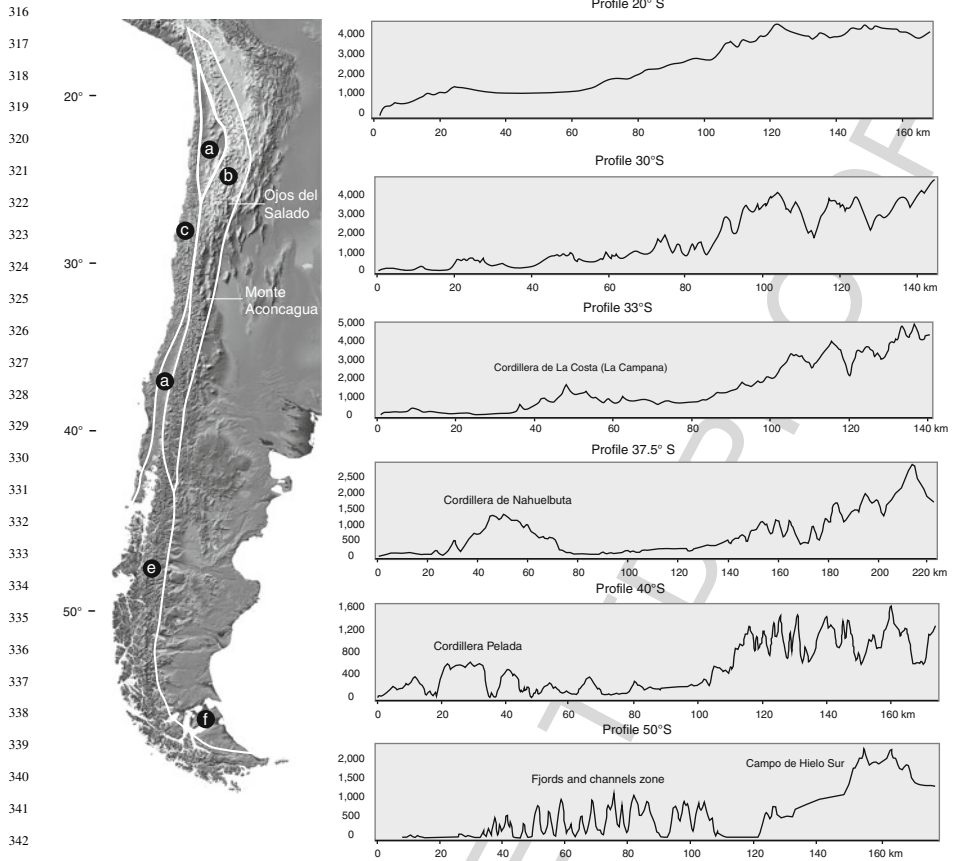 316
317
318
319
320
321
322
323
324
325
326
327
328
329
330
331
332
333
334
335
336
337
338
339
340
341
342
20°
30°
40°
50°
a
b
Ojos del
Salado
c
Monte
Aconcagua
a
e
f
Profile 20° S
4,000
3,000
2,000
1,000
0
0 20 40 60 80 100 120 140 160 km
Profile 30°S
4,000
3,000
2,000
1,000
0
0 20 40 60 80 100 120 140 km
Profile 33°S
5,000
4,000
3,000
2,000
1,000
0
Cordillera de La Costa (La Campana)
0 20 40 60 80 100 120 140 km
Profile 37.5° S
2,500
2,000
1,500
1,000
500
0
Cordillera de Nahuelbuta
0 20 40 60 80 100 120 140 160 180 200 220 km
Profile 40°S
1,600
1,200
800
400
0
Cordillera Pelada
0 20 40 60 80 100 120 140 160 km
Profile 50°S
2,000
1,500
1,000
500
0
Fjords and channels zone
Campo de Hielo Sur
0 20 40 60 80 100 120 140 160 km